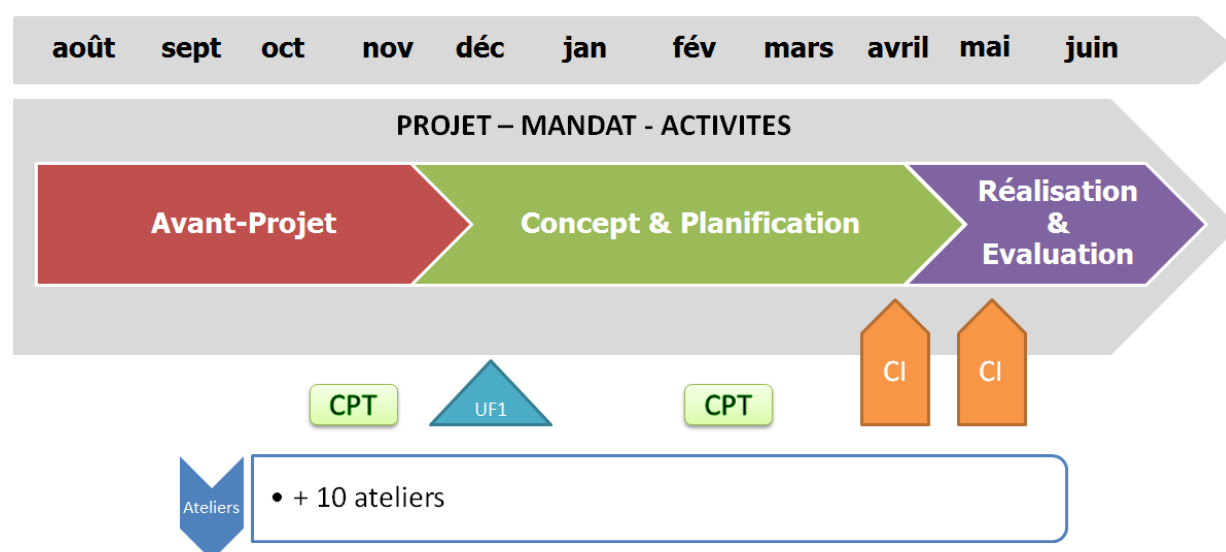 août sept oct nov déc jan fév mars avril mai juin
PROJET – MANDAT - ACTIVITES
Avant-Projet
Concept & Planification
Réalisation
&
Evaluation
CI
CI
CPT
UF1
CPT
Ateliers
• + 10 ateliers